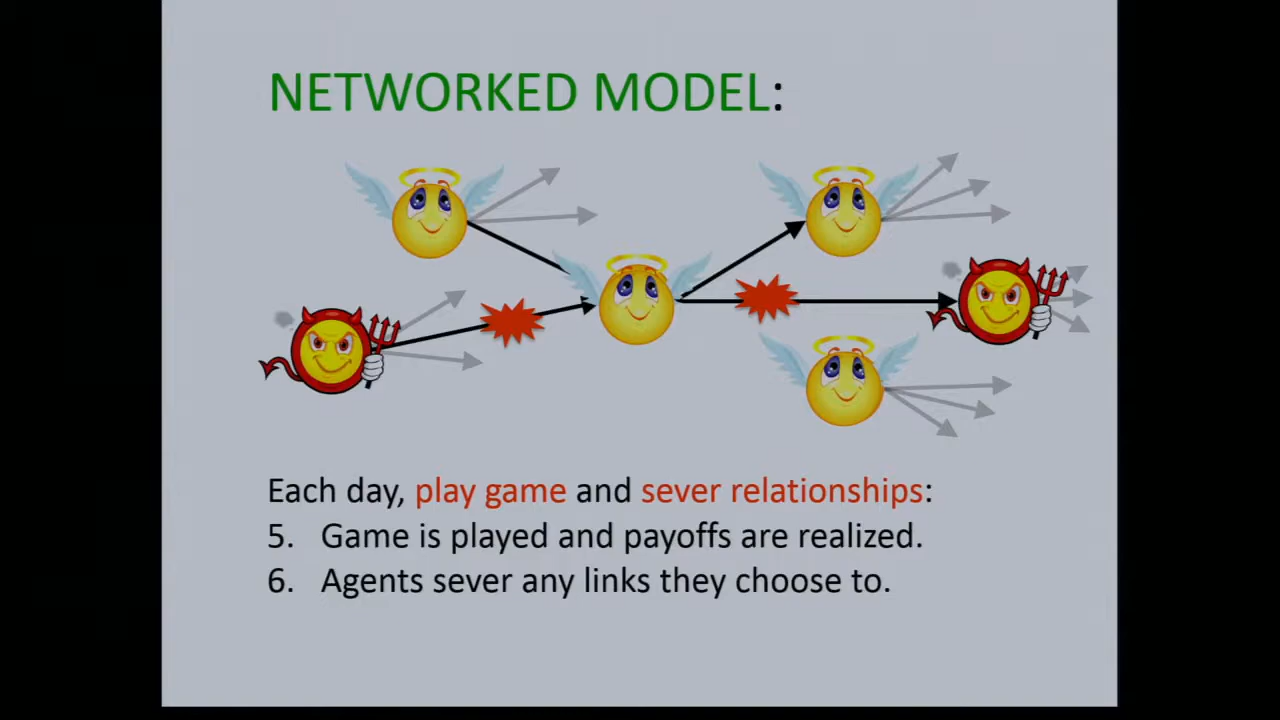 NETWORKED MODEL:
Each day, play game and sever relationships:
5. Game is played and payoffs are realized.
6. Agents sever any links they choose to.